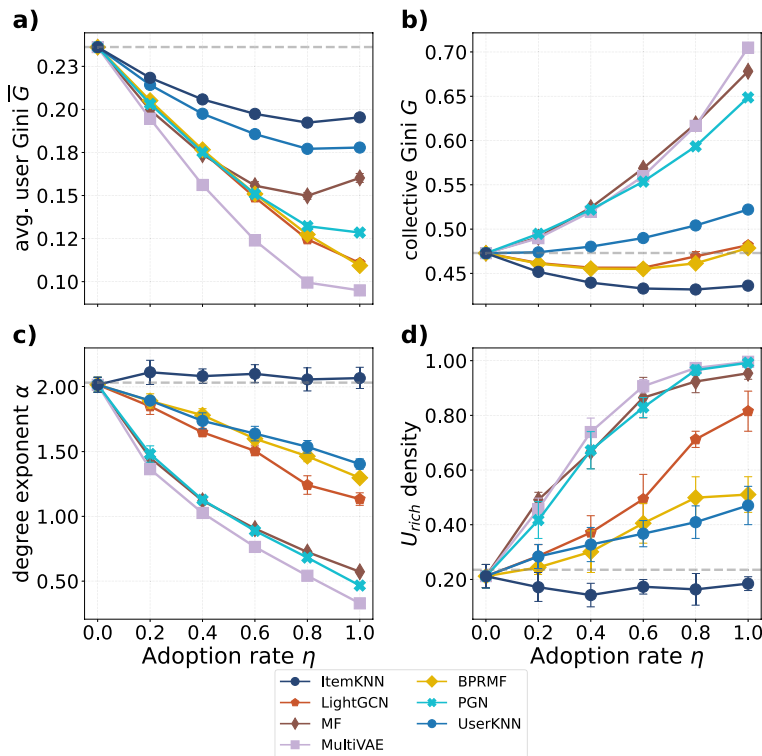 a)
avg. user Gini G̅
0.23
0.20
0.18
0.15
0.12
0.10
b)
collective Gini G
0.70
0.65
0.60
0.55
0.50
0.45
c)
degree exponent α
2.00
1.50
1.00
0.50
0.0 0.2 0.4 0.6 0.8 1.0
Adoption rate η
d)
U_rich density
1.00
0.80
0.60
0.40
0.20
0.0 0.2 0.4 0.6 0.8 1.0
Adoption rate η
ItemKNN
LightGCN
MF
MultiVAE
BPRMF
PGN
UserKNN